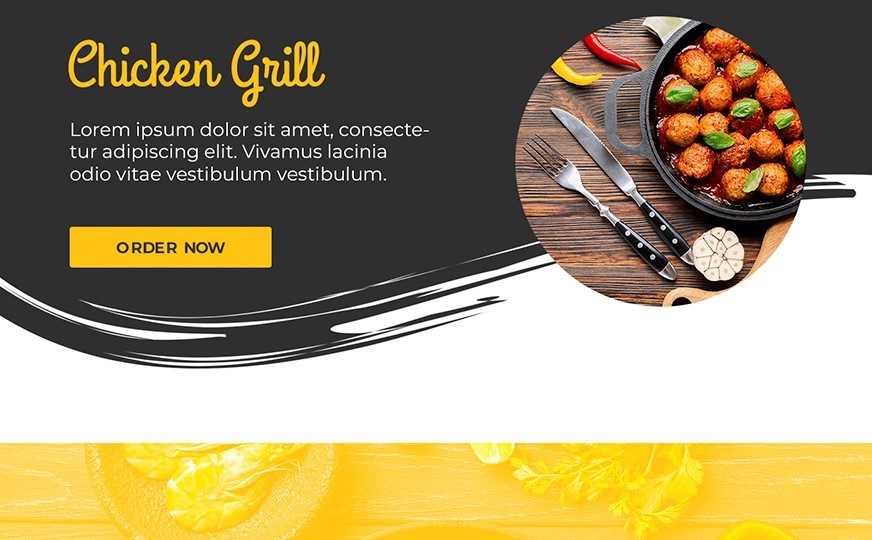 Chicken Grill
Lorem ipsum dolor sit amet, consecte-
tur adipiscing elit. Vivamus lacinia
odio vitae vestibulum vestibulum.
ORDER NOW